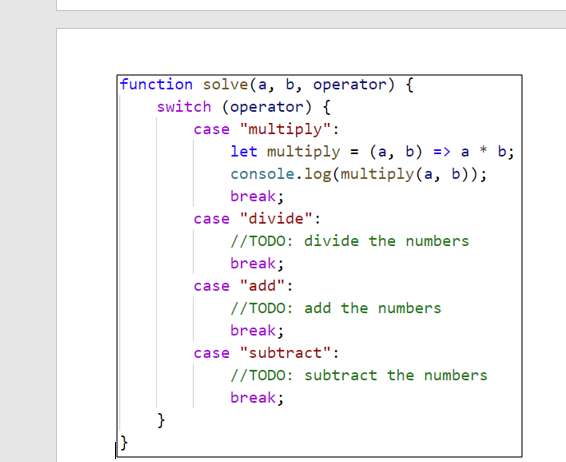 function solve(a, b, operator) {
    switch (operator) {
        case "multiply":
            let multiply = (a, b) => a * b;
            console.log(multiply(a, b));
            break;
        case "divide":
            //TODO: divide the numbers
            break;
        case "add":
            //TODO: add the numbers
            break;
        case "subtract":
            //TODO: subtract the numbers
            break;
    }
}